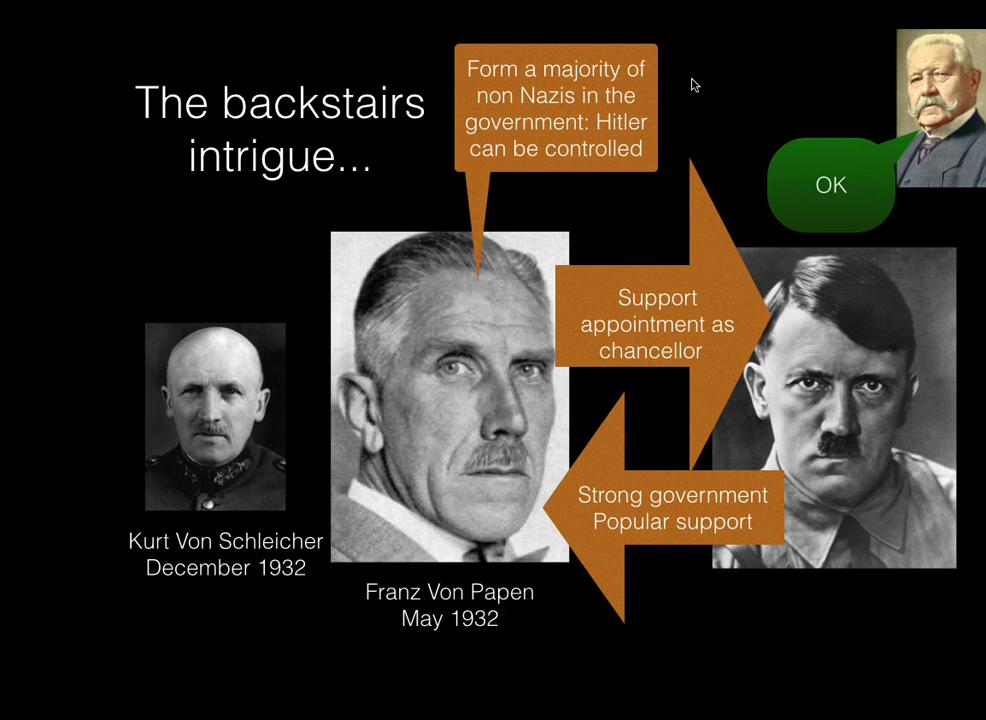 The backstairs
intrigue...
Form a majority of
non Nazis in the
government: Hitler
can be controlled
OK
Support
appointment as
chancellor
Strong government
Popular support
Kurt Von Schleicher
December 1932
Franz Von Papen
May 1932